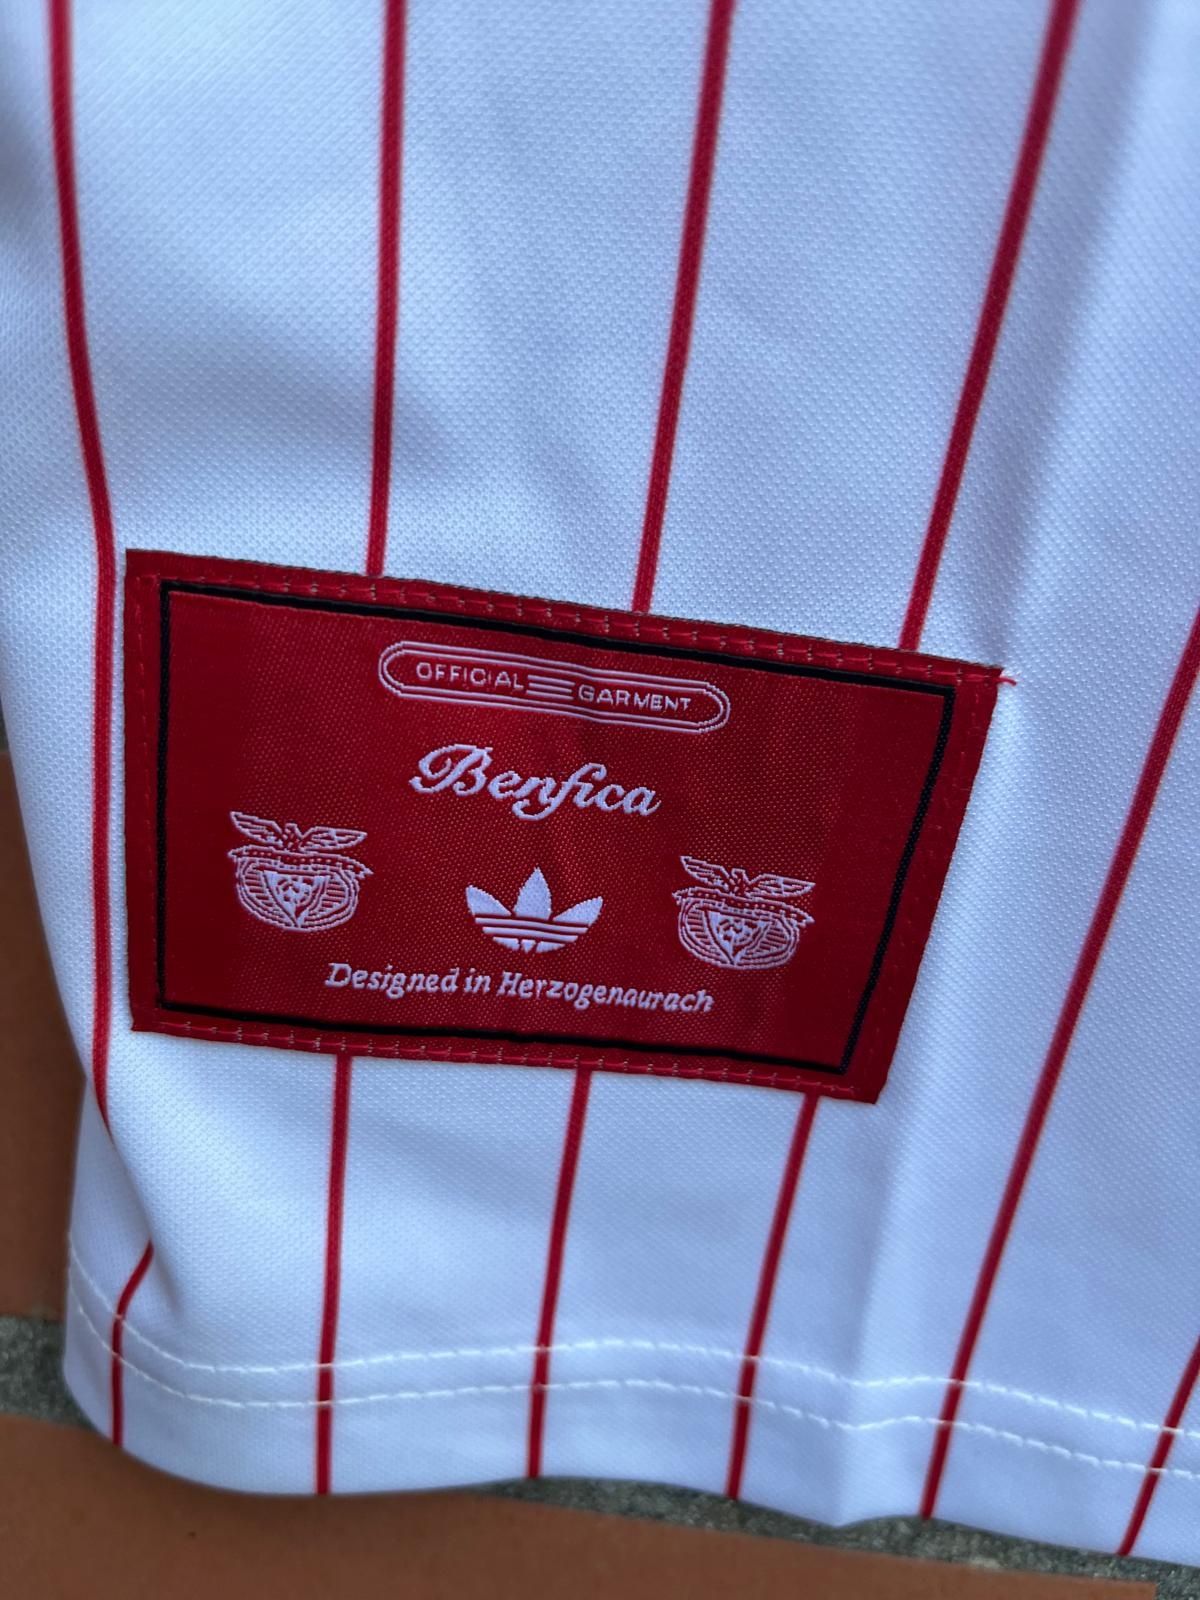 OFFICIAL GARMENT
Benfica
Designed in Herzogenaurach